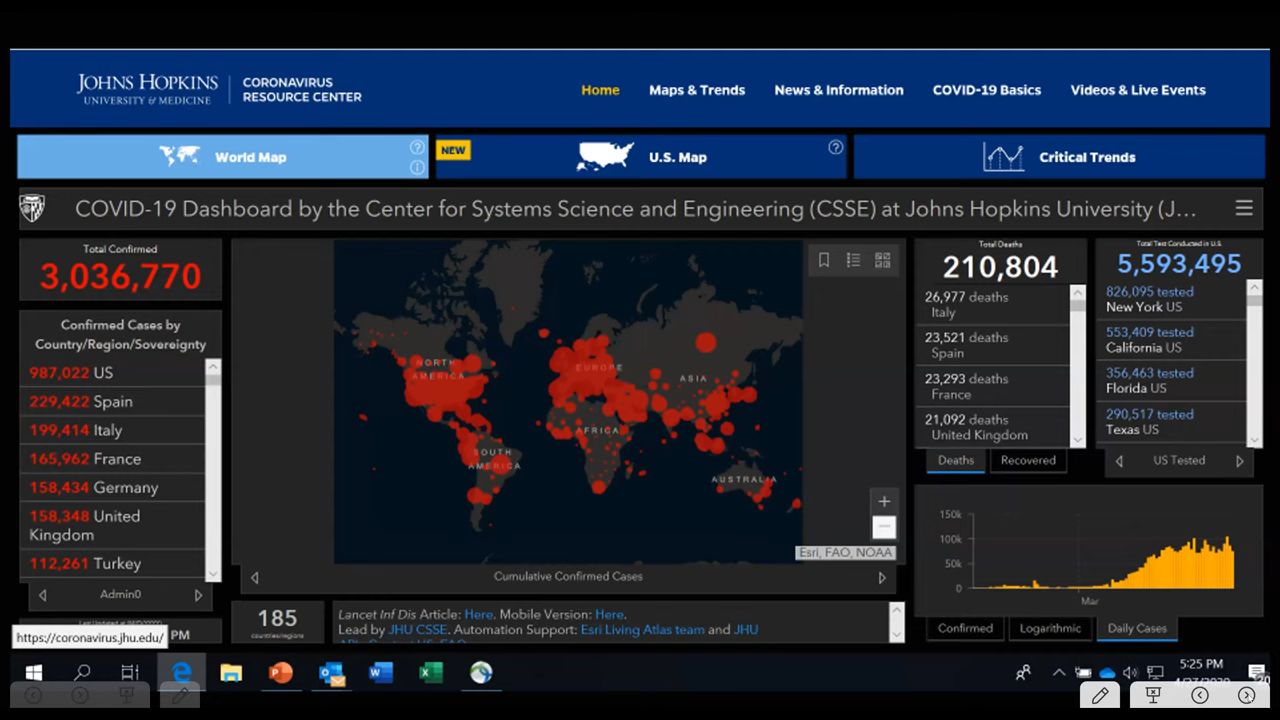 JOHNS HOPKINS
UNIVERSITY & MEDICINE
CORONAVIRUS
RESOURCE CENTER
Home
Maps & Trends
News & Information
COVID-19 Basics
Videos & Live Events
World Map
NEW
U.S. Map
Critical Trends
COVID-19 Dashboard by the Center for Systems Science and Engineering (CSSE) at Johns Hopkins University (J...
Total Confirmed
3,036,770
Confirmed Cases by
Country/Region/Sovereignty
987,022 US
229,422 Spain
199,414 Italy
165,962 France
158,434 Germany
158,348 United
Kingdom
112,261 Turkey
Admin0
PM
https://coronavirus.jhu.edu/
NORTH
AMERICA
EUROPE
ASIA
AFRICA
SOUTH
AMERICA
AUSTRALIA
+
Esri, FAO, NOAA
Cumulative Confirmed Cases
185
countries/regions
Lancet Inf Dis Article: Here. Mobile Version: Here.
Lead by JHU CSSE. Automation Support: Esri Living Atlas team and JHU
Total Deaths
210,804
26,977 deaths
Italy
23,521 deaths
Spain
23,293 deaths
France
21,092 deaths
United Kingdom
Deaths
Recovered
Total Test Conducted in U.S.
5,593,495
826,095 tested
New York US
553,409 tested
California US
356,463 tested
Florida US
290,517 tested
Texas US
US Tested
150k
100k
50k
0
Mar
Confirmed
Logarithmic
Daily Cases
5:25 PM
4/27/2020